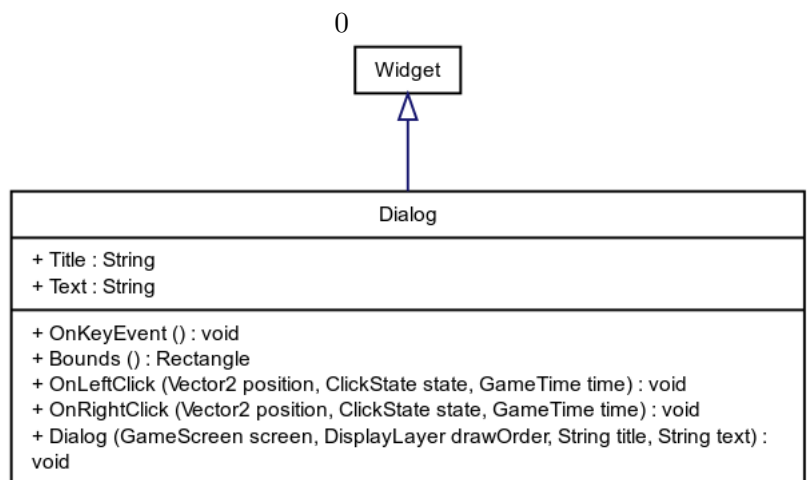 0
Widget
Dialog
+ Title : String
+ Text : String
+ OnKeyEvent () : void
+ Bounds () : Rectangle
+ OnLeftClick (Vector2 position, ClickState state, GameTime time) : void
+ OnRightClick (Vector2 position, ClickState state, GameTime time) : void
+ Dialog (GameScreen screen, DisplayLayer drawOrder, String title, String text) :
void